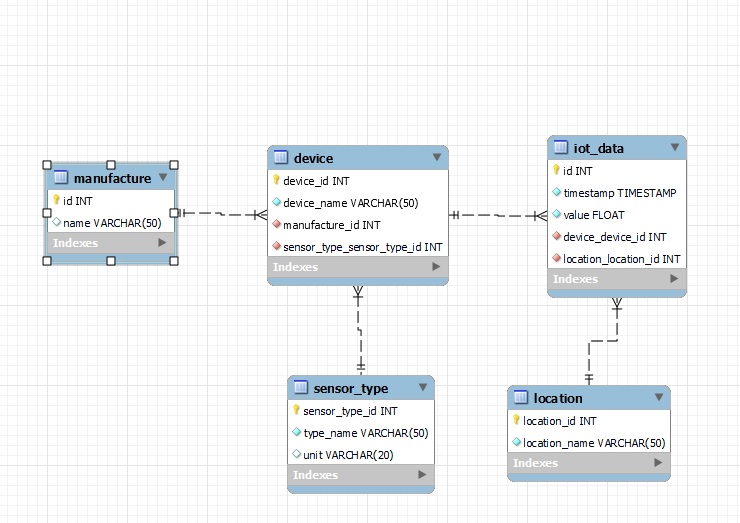 manufacture
id INT
name VARCHAR(50)
Indexes
device
device_id INT
device_name VARCHAR(50)
manufacture_id INT
sensor_type_sensor_type_id INT
Indexes
iot_data
id INT
timestamp TIMESTAMP
value FLOAT
device_device_id INT
location_location_id INT
Indexes
sensor_type
sensor_type_id INT
type_name VARCHAR(50)
unit VARCHAR(20)
Indexes
location
location_id INT
location_name VARCHAR(50)
Indexes